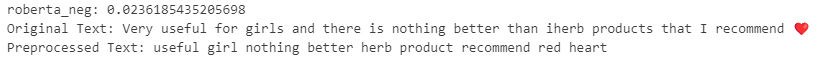 roberta_neg: 0.0236185435205698
Original Text: Very useful for girls and there is nothing better than iherb products that I recommend ❤️
Preprocessed Text: useful girl nothing better herb product recommend red heart